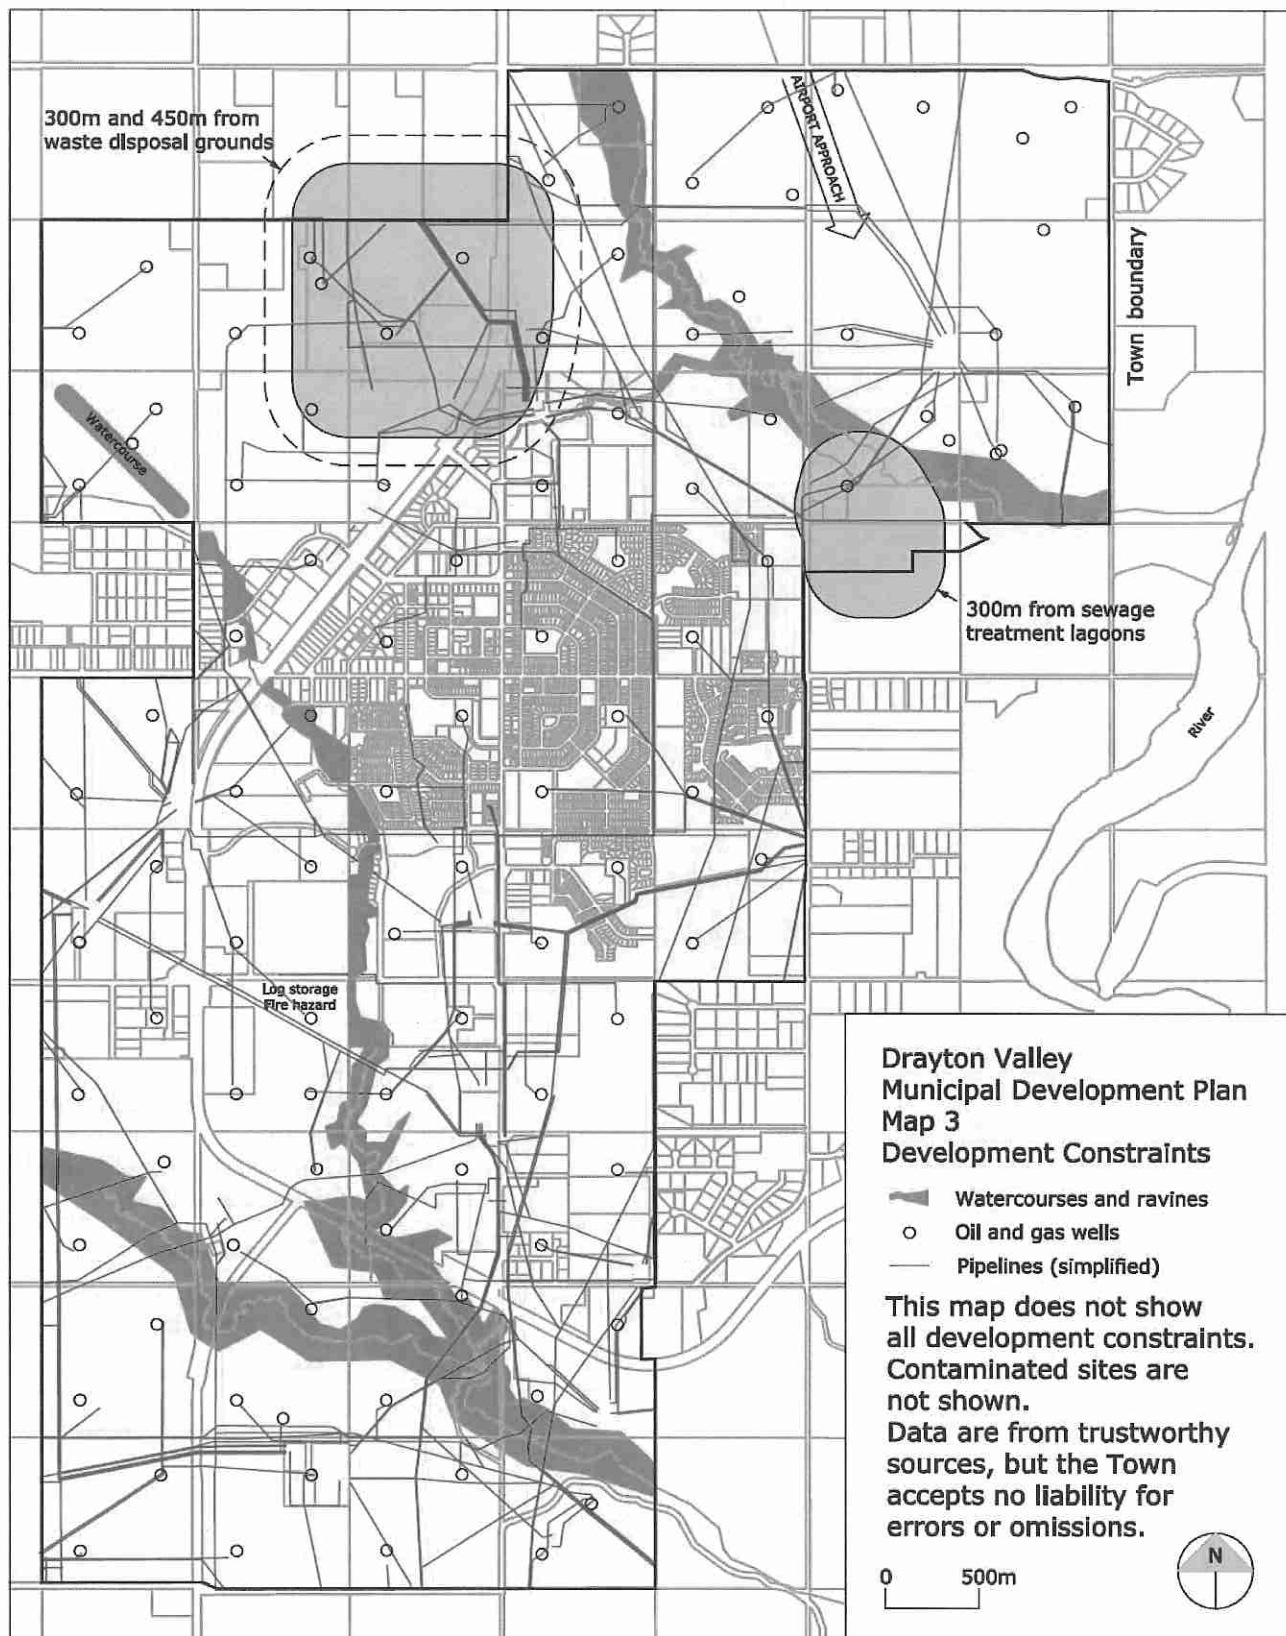 300m and 450m from
waste disposal grounds
AIRPORT APPROACH
Town boundary
Watercourse
300m from sewage
treatment lagoons
River
Log storage
Fire hazard
Drayton Valley
Municipal Development Plan
Map 3
Development Constraints
Watercourses and ravines
Oil and gas wells
Pipelines (simplified)
This map does not show
all development constraints.
Contaminated sites are
not shown.
Data are from trustworthy
sources, but the Town
accepts no liability for
errors or omissions.
0 500m
N